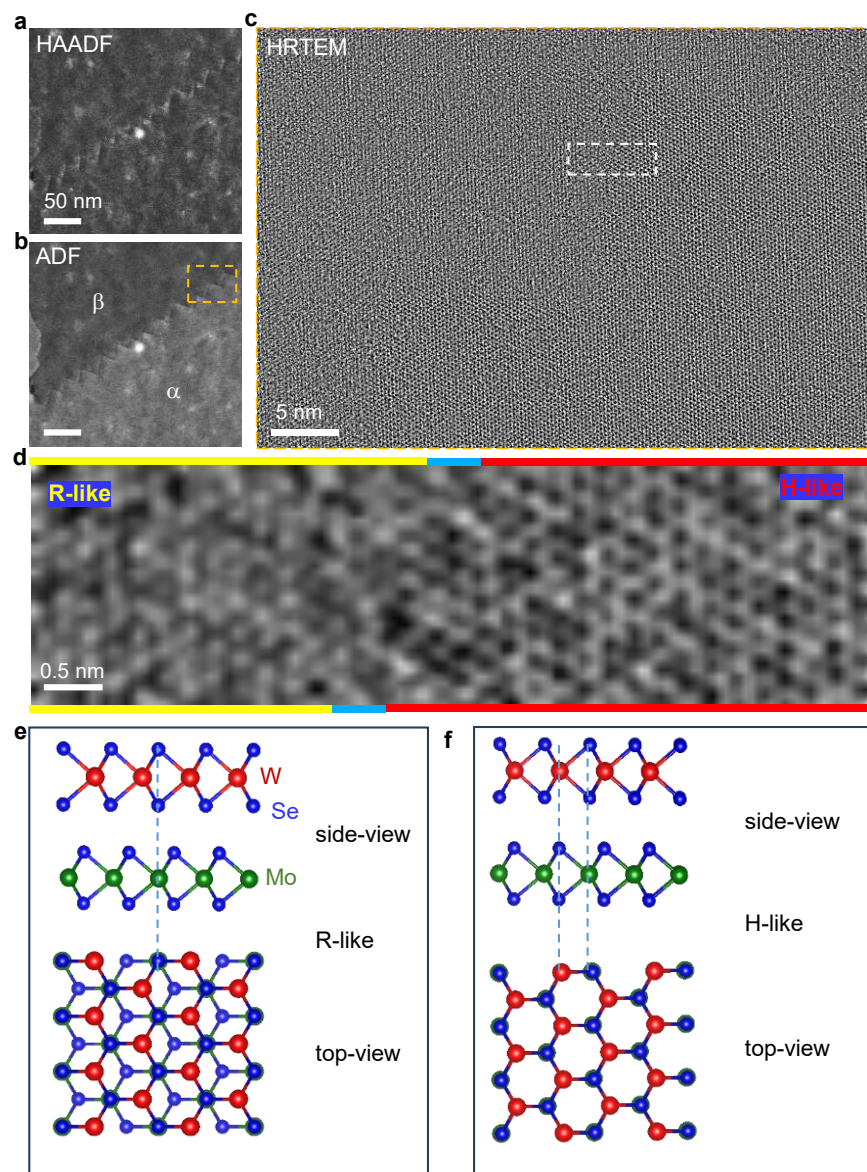 a
HAADF
50 nm
b
ADF
β
α
c
HRTEM
5 nm
d
R-like
H-like
0.5 nm
e
W
Se
side-view
Mo
R-like
top-view
f
side-view
H-like
top-view